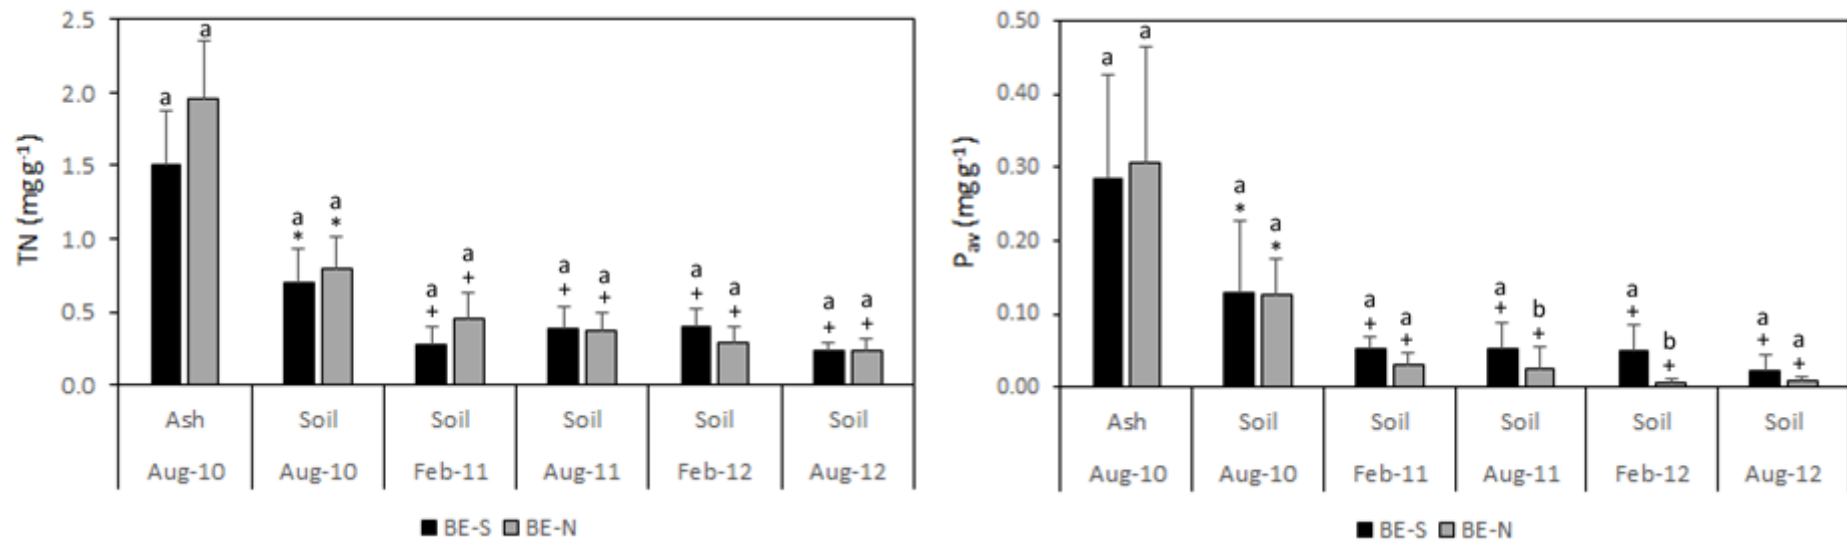 TN (mg g-1)
2.5
2.0
1.5
1.0
0.5
0.0
a a
a a
* *
a a
+ +
a a
+ +
a a
+ +
a a
+ +
Ash Soil Soil Soil Soil Soil
Aug-10 Aug-10 Feb-11 Aug-11 Feb-12 Aug-12
BE-S BE-N
Pav (mg g-1)
0.50
0.40
0.30
0.20
0.10
0.00
a a
a a
* *
a a
+ +
a b
+ +
a b
+ +
a a
+ +
Ash Soil Soil Soil Soil Soil
Aug-10 Aug-10 Feb-11 Aug-11 Feb-12 Aug-12
BE-S BE-N